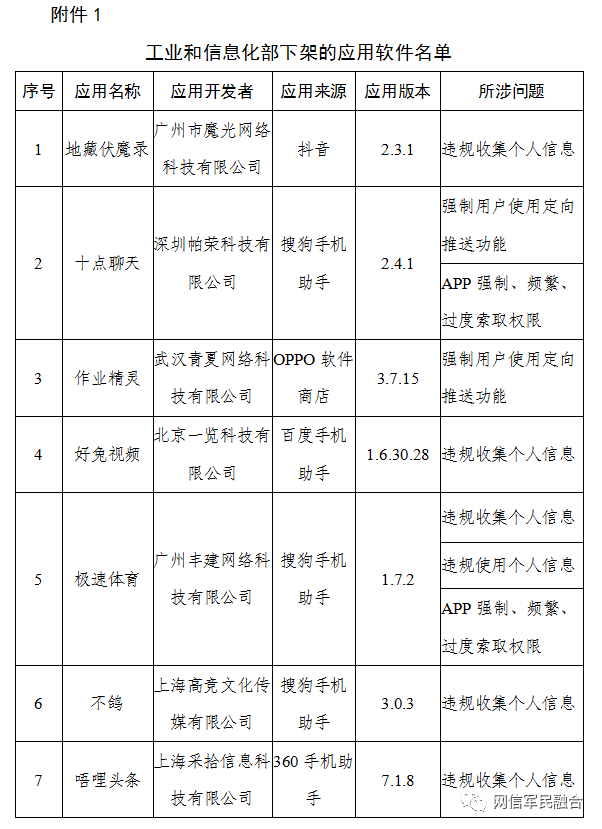 附件 1
工业和信息化部下架的应用软件名单
序号 应用名称 应用开发者 应用来源 应用版本 所涉问题
1 地藏伏魔录 广州市魔光网络科技有限公司 抖音 2.3.1 违规收集个人信息
2 十点聊天 深圳帕荣科技有限公司 搜狗手机助手 2.4.1 强制用户使用定向推送功能
APP 强制、频繁、过度索取权限
3 作业精灵 武汉青夏网络科技有限公司 OPPO 软件商店 3.7.15 强制用户使用定向推送功能
4 好兔视频 北京一览科技有限公司 百度手机助手 1.6.30.28 违规收集个人信息
5 极速体育 广州丰建网络科技有限公司 搜狗手机助手 1.7.2 违规收集个人信息
违规使用个人信息
APP 强制、频繁、过度索取权限
6 不鸽 上海高竞文化传媒有限公司 搜狗手机助手 3.0.3 违规收集个人信息
7 唔哩头条 上海采拾信息科技有限公司 360 手机助手 7.1.8 违规收集个人信息
网信军民融合